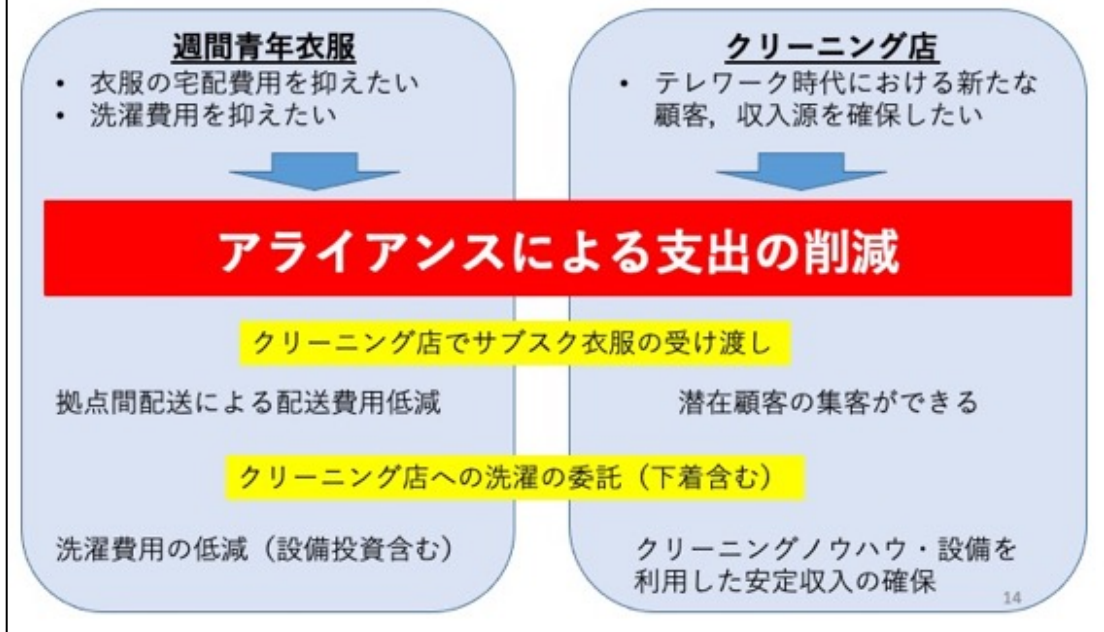 週間青年衣服
• 衣服の宅配費用を抑えたい
• 洗濯費用を抑えたい
クリーニング店
• テレワーク時代における新たな
顧客，収入源を確保したい
アライアンスによる支出の削減
クリーニング店でサブスク衣服の受け渡し
拠点間配送による配送費用低減
潜在顧客の集客ができる
クリーニング店への洗濯の委託（下着含む）
洗濯費用の低減（設備投資含む）
クリーニングノウハウ・設備を
利用した安定収入の確保
14